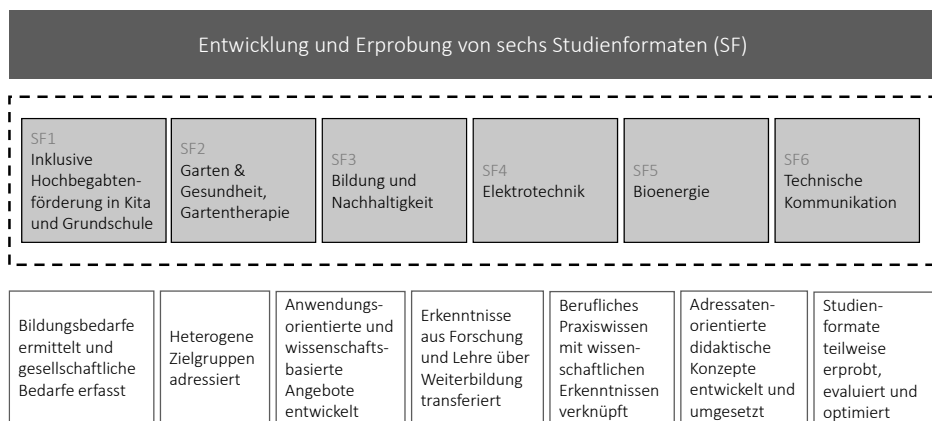 Entwicklung und Erprobung von sechs Studienformaten (SF)
SF1
Inklusive
Hochbegabten-
förderung in Kita
und Grundschule
SF2
Garten &
Gesundheit,
Gartentherapie
SF3
Bildung und
Nachhaltigkeit
SF4
Elektrotechnik
SF5
Bioenergie
SF6
Technische
Kommunikation
Bildungsbedarfe
ermittelt und
gesellschaftliche
Bedarfe erfasst
Heterogene
Zielgruppen
adressiert
Anwendungs-
orientierte und
wissenschafts-
basierte
Angebote
entwickelt
Erkenntnisse
aus Forschung
und Lehre über
Weiterbildung
transferiert
Berufliches
Praxiswissen
mit wissen-
schaftlichen
Erkenntnissen
verknüpft
Adressaten-
orientierte
didaktische
Konzepte
entwickelt und
umgesetzt
Studien-
formate
teilweise
erprobt,
evaluiert und
optimiert